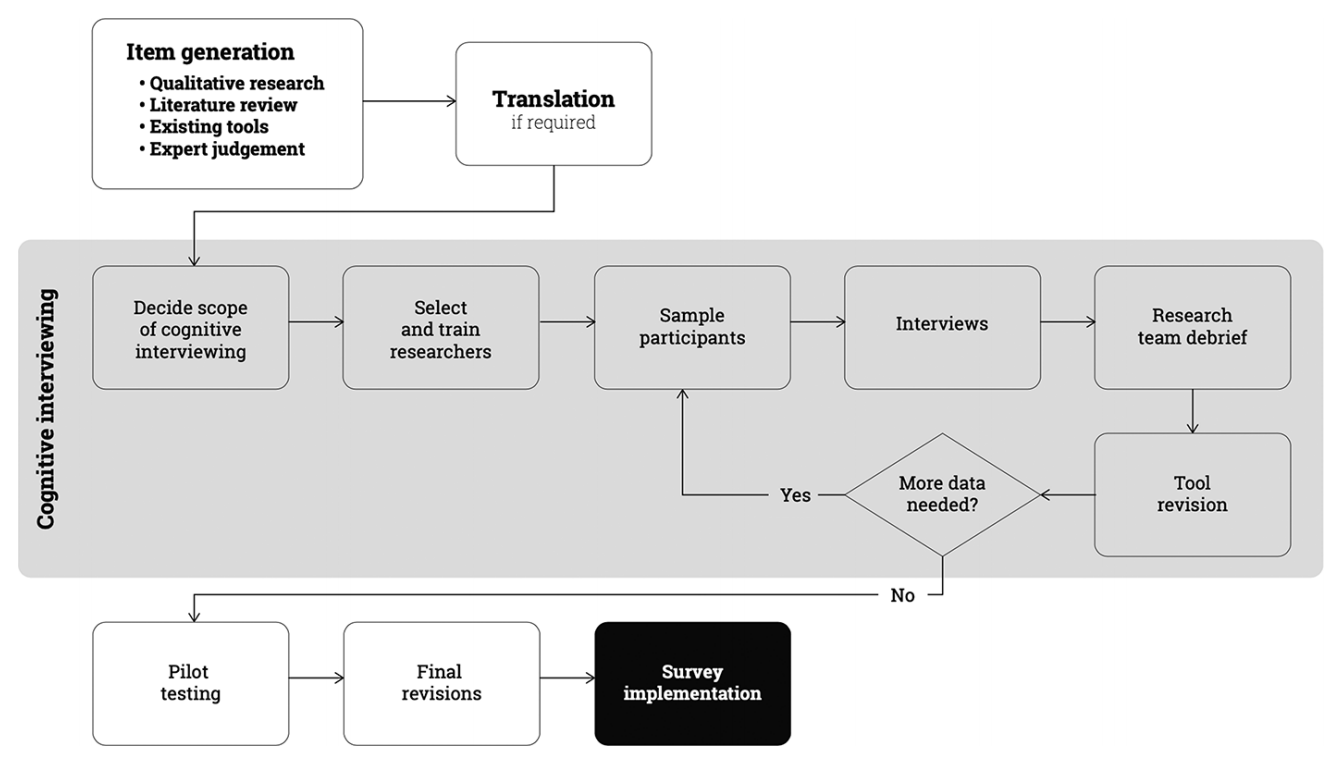 Item generation
• Qualitative research
• Literature review
• Existing tools
• Expert judgement
Translation
if required
Cognitive interviewing
Decide scope
of cognitive
interviewing
Select
and train
researchers
Sample
participants
Interviews
Research
team debrief
Tool
revision
More data
needed?
Yes
No
Pilot
testing
Final
revisions
Survey
implementation